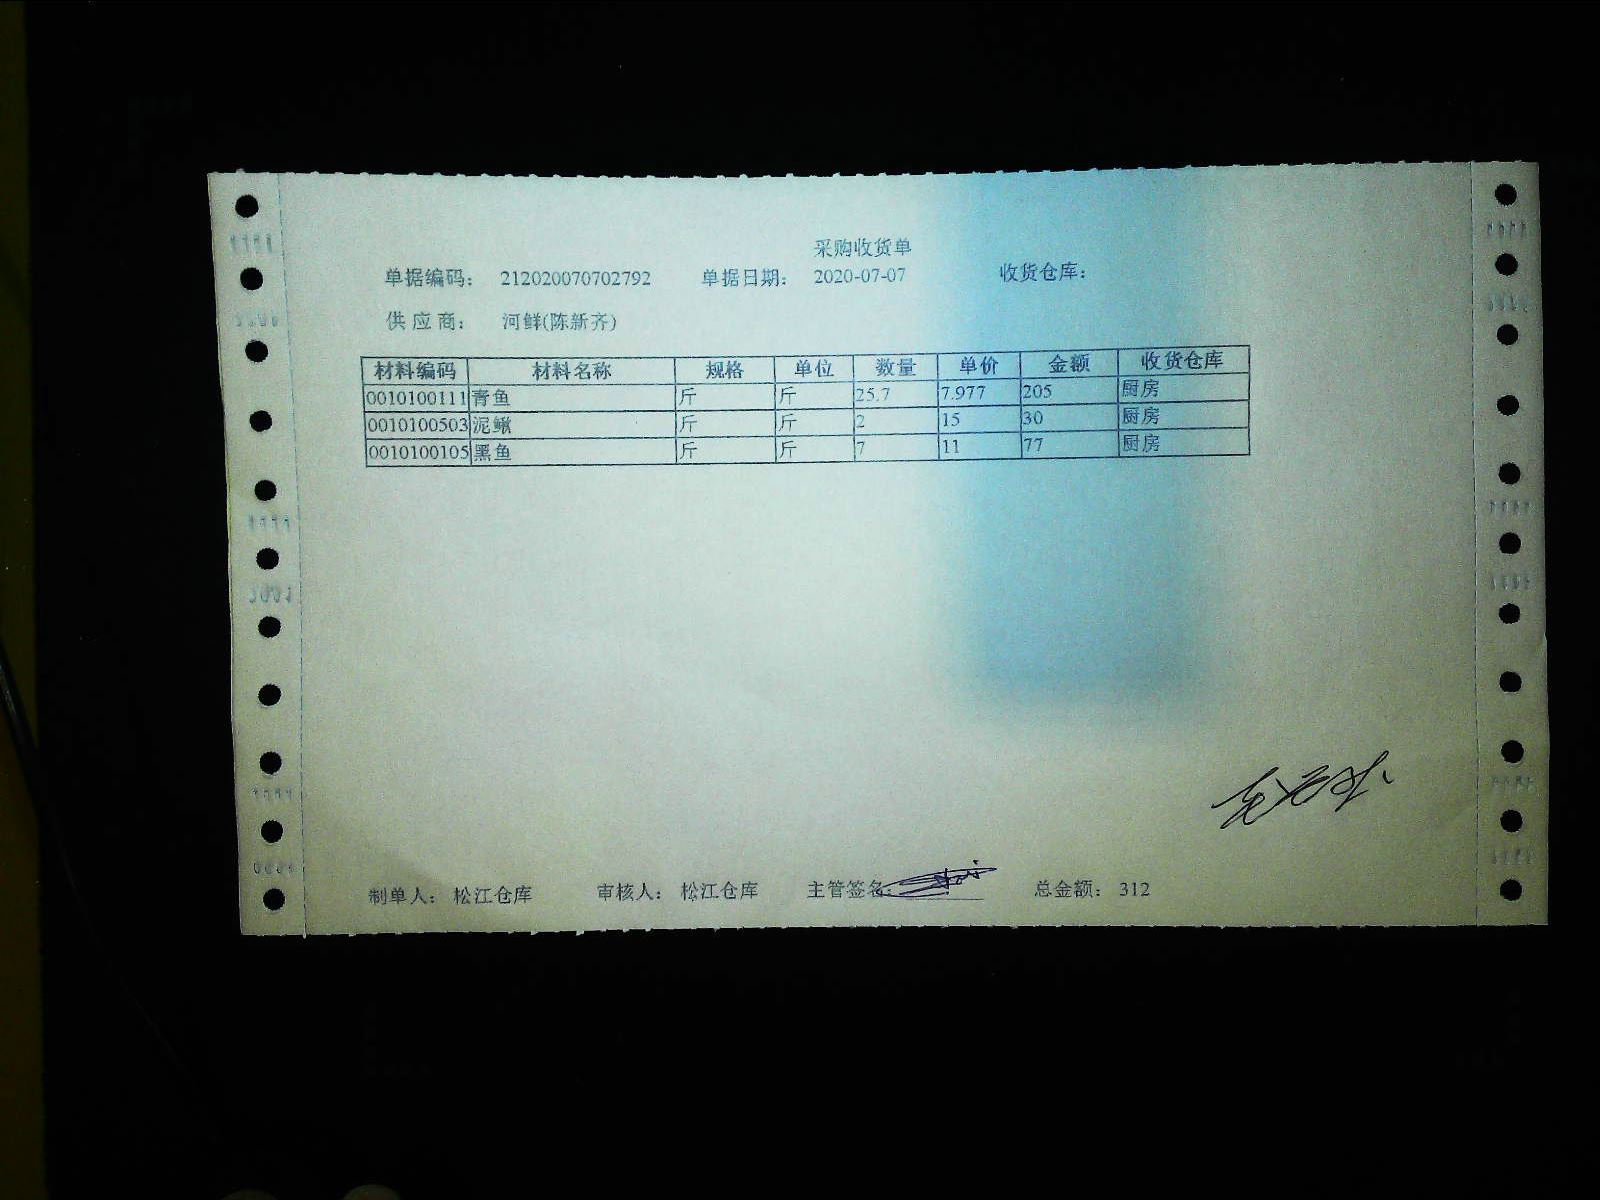 采购收货单
单据编码: 212020070702792 单据日期: 2020-07-07 收货仓库:
供 应 商: 河鲜(陈新齐)
材料编码 材料名称 规格 单位 数量 单价 金额 收货仓库
0010100111 青鱼 斤 斤 25.7 7.977 205 厨房
0010100503 泥鳅 斤 斤 2 15 30 厨房
0010100105 黑鱼 斤 斤 7 11 77 厨房
制单人: 松江仓库 审核人: 松江仓库 主管签名: 总金额: 312